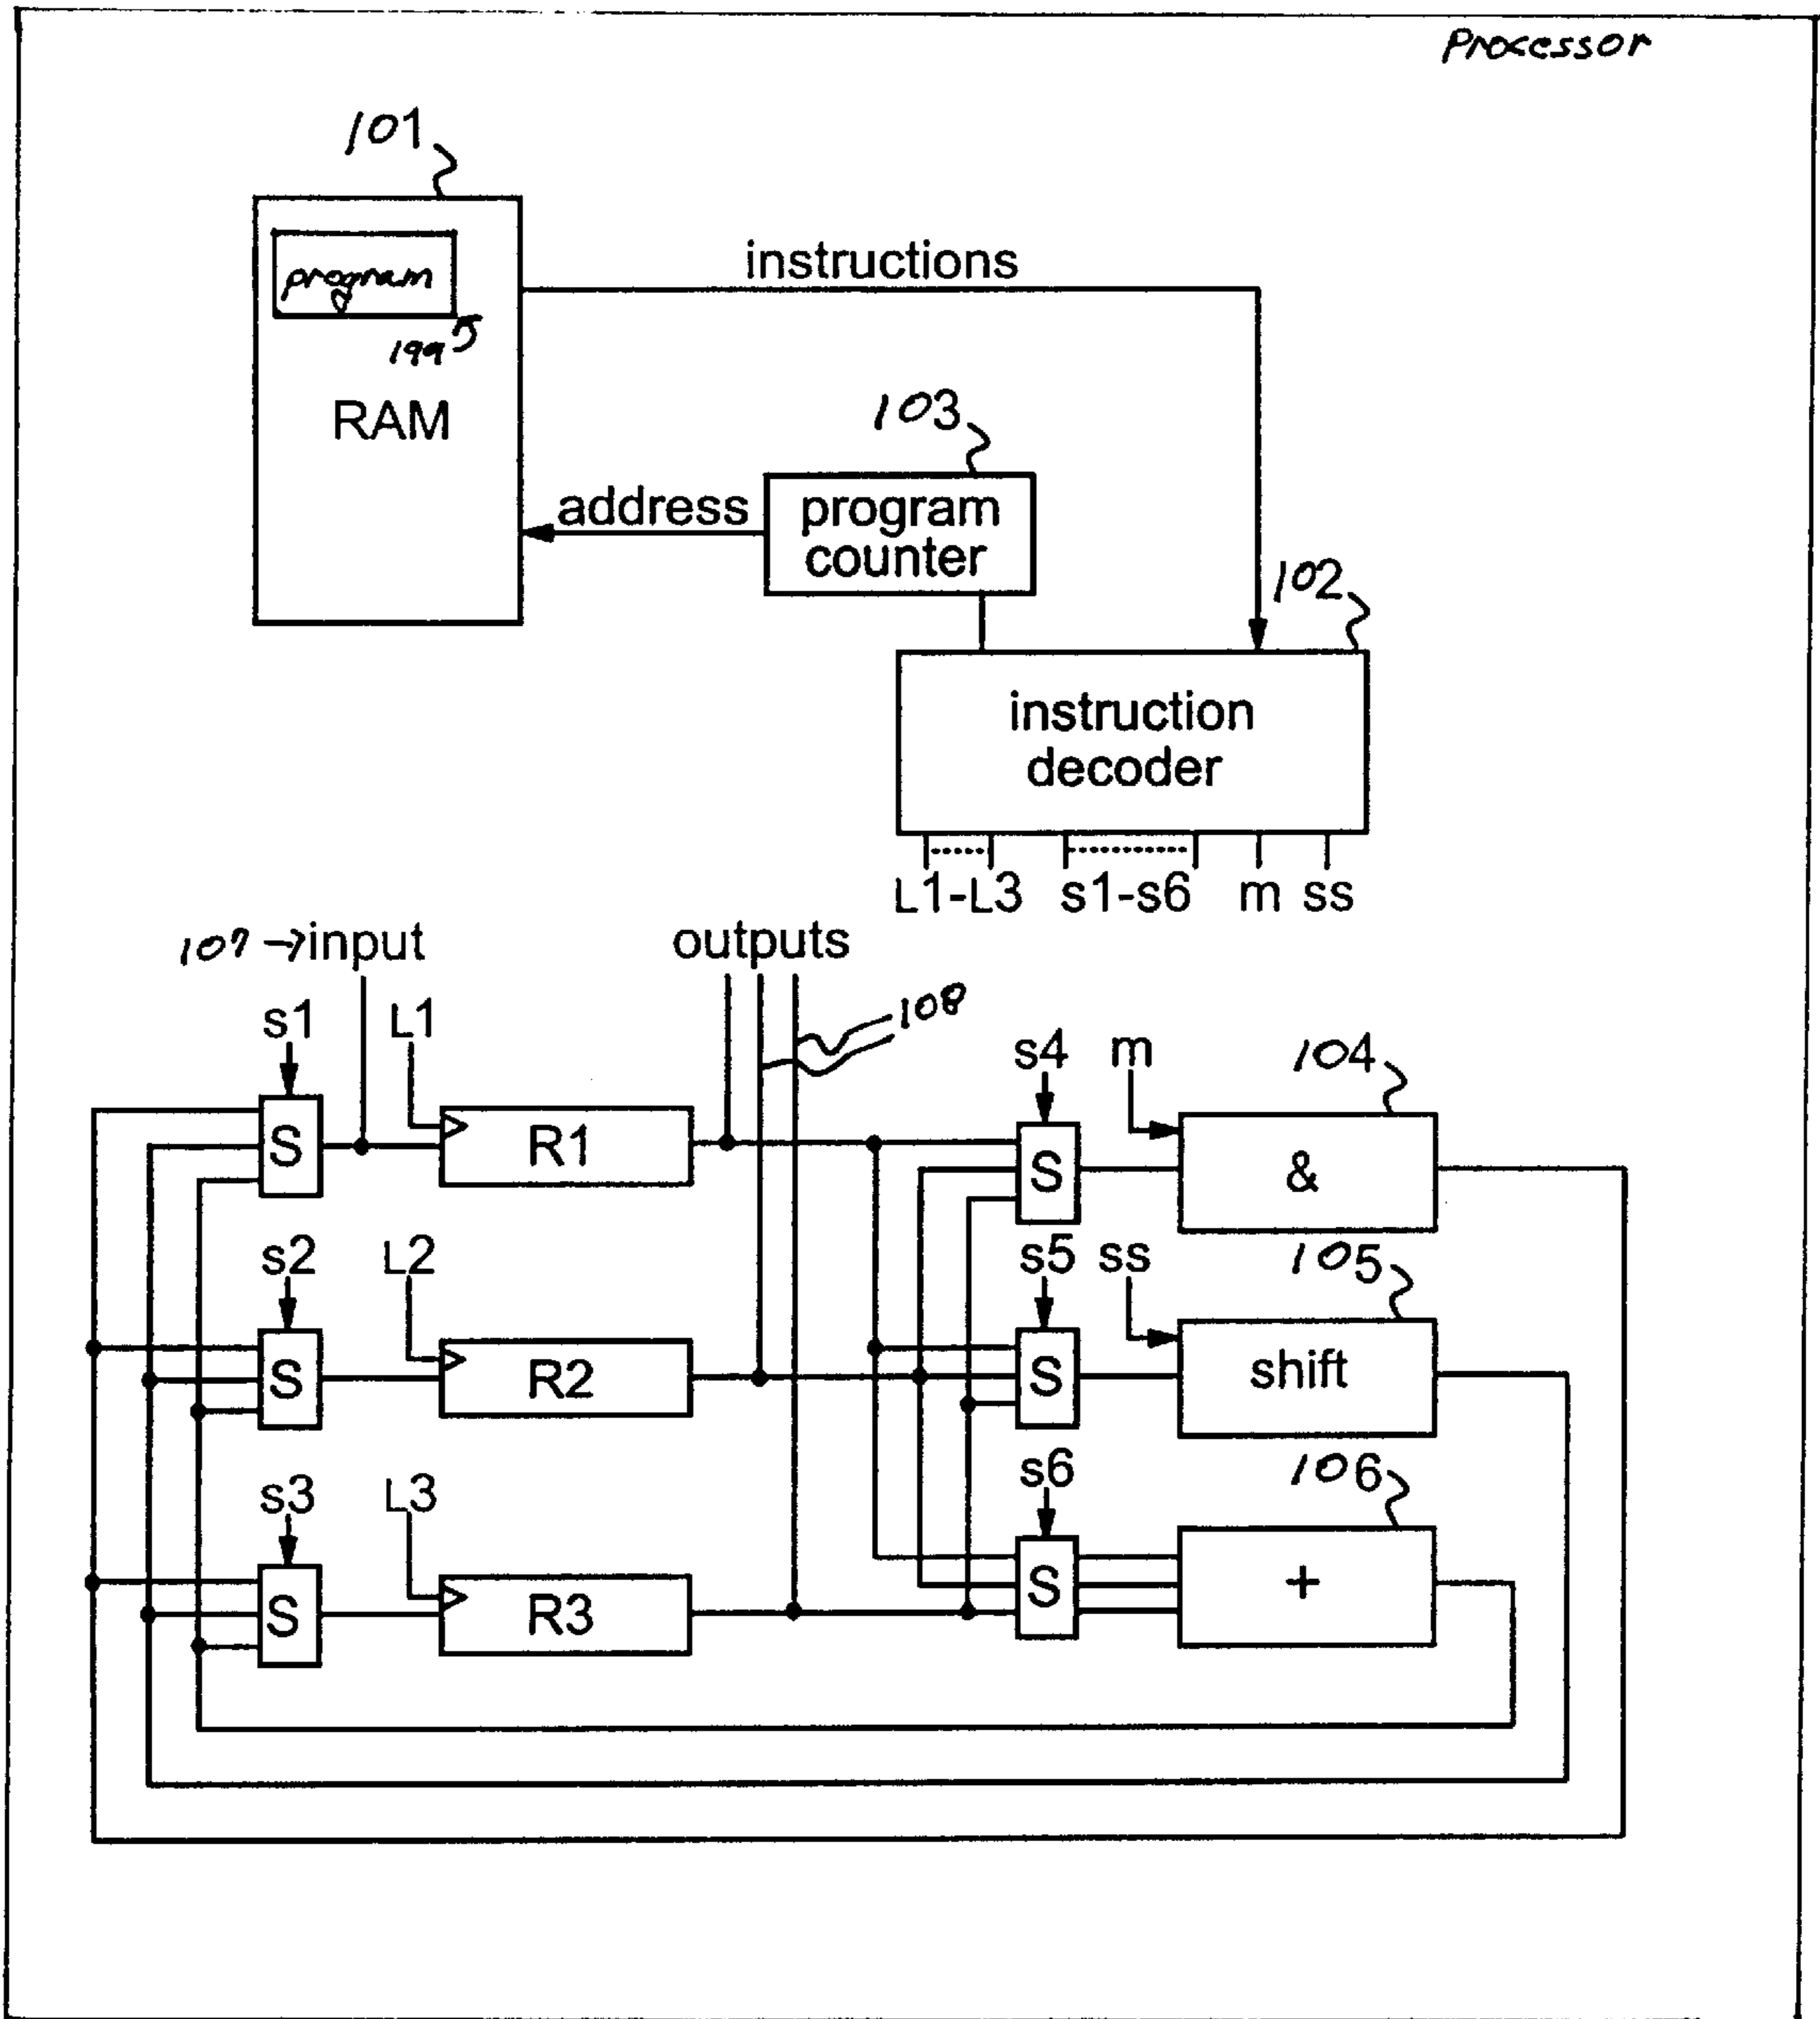 Processor
101
program
199
RAM
instructions
103
address
program
counter
102
instruction
decoder
L1-L3 s1-s6 m ss
107 →input
outputs
108
s1
L1
S
R1
s4
m
104
S
&
s2
L2
S
R2
s5
ss
105
S
shift
s3
L3
S
R3
s6
106
S
+